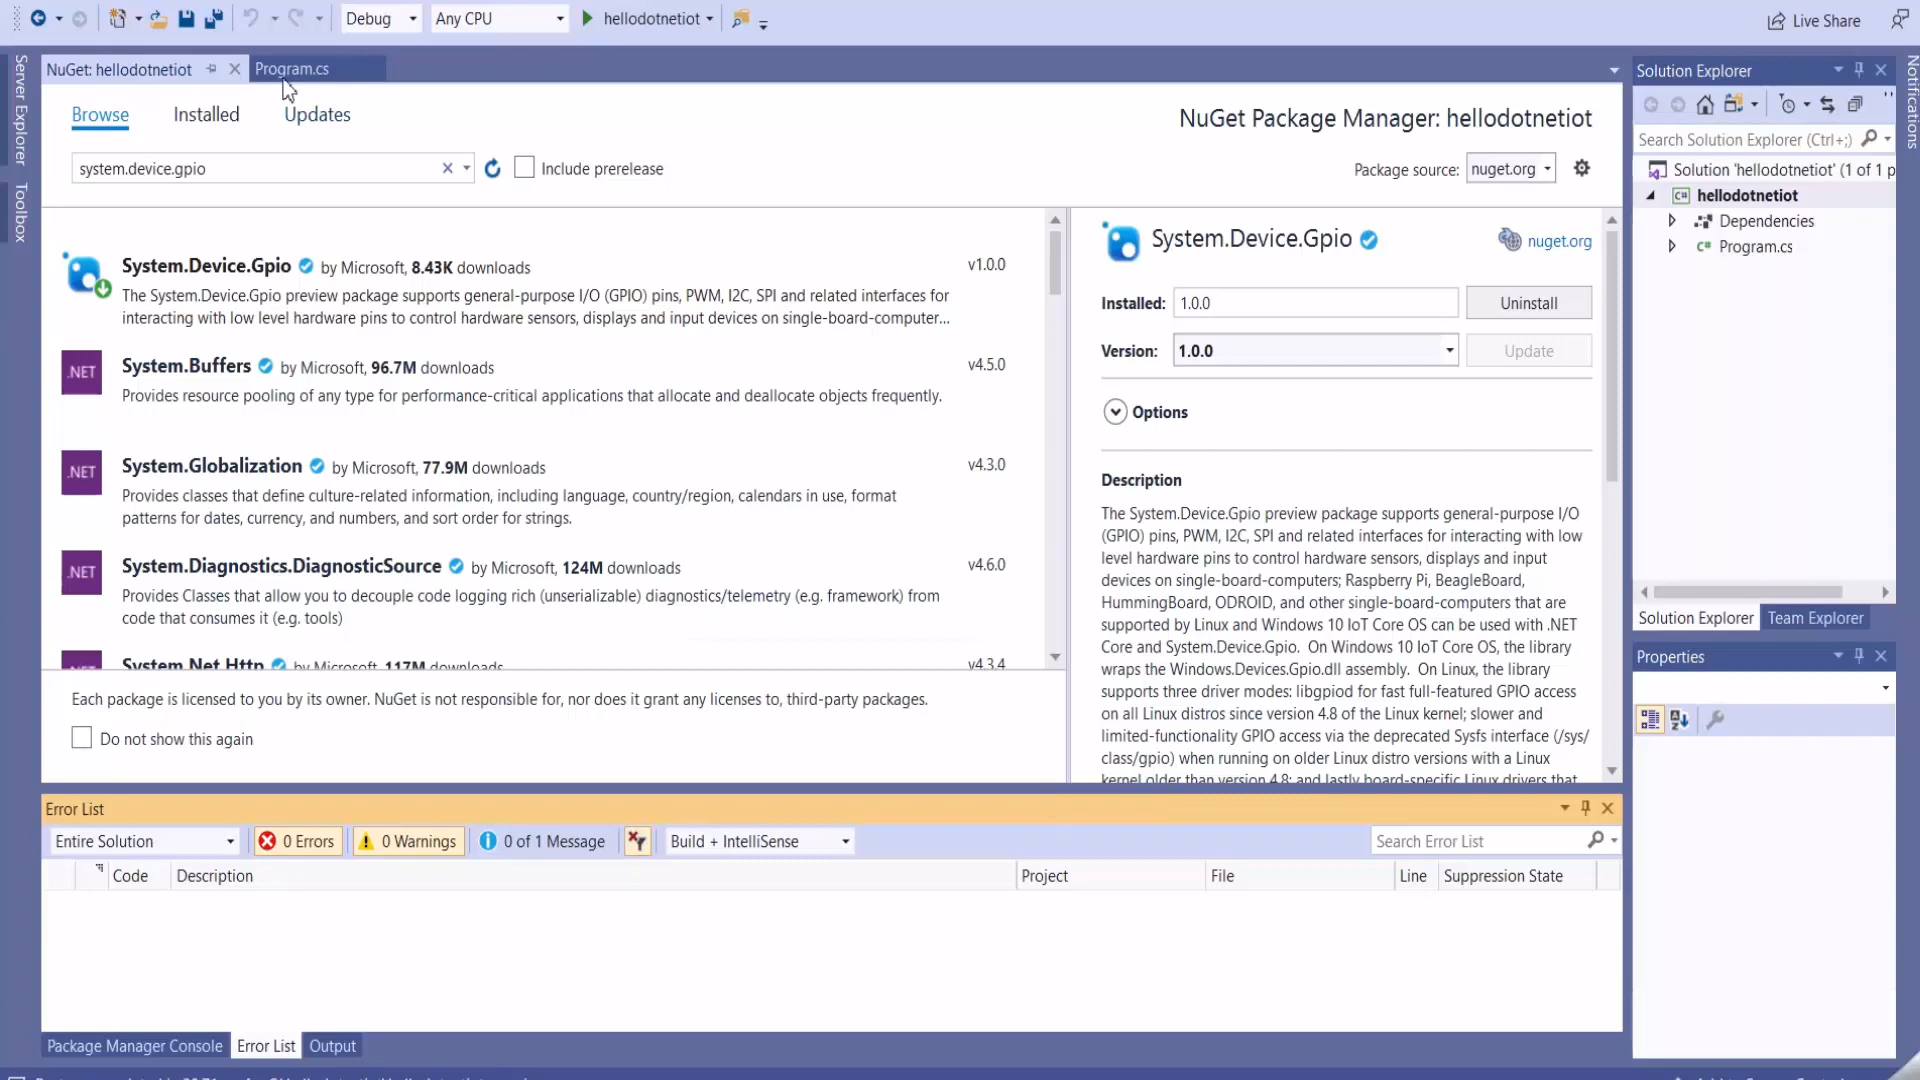 Debug
Any CPU
hellodotnetiot
Live Share
Server Explorer
Toolbox
NuGet: hellodotnetiot
Program.cs
Browse
Installed
Updates
NuGet Package Manager: hellodotnetiot
system.device.gpio
Include prerelease
Package source:
nuget.org
System.Device.Gpio by Microsoft, 8.43K downloads
v1.0.0
The System.Device.Gpio preview package supports general-purpose I/O (GPIO) pins, PWM, I2C, SPI and related interfaces for
interacting with low level hardware pins to control hardware sensors, displays and input devices on single-board-computer...
.NET
System.Buffers by Microsoft, 96.7M downloads
v4.5.0
Provides resource pooling of any type for performance-critical applications that allocate and deallocate objects frequently.
.NET
System.Globalization by Microsoft, 77.9M downloads
v4.3.0
Provides classes that define culture-related information, including language, country/region, calendars in use, format
patterns for dates, currency, and numbers, and sort order for strings.
.NET
System.Diagnostics.DiagnosticSource by Microsoft, 124M downloads
v4.6.0
Provides Classes that allow you to decouple code logging rich (unserializable) diagnostics/telemetry (e.g. framework) from
code that consumes it (e.g. tools)
System.Net.Http by Microsoft, 117M downloads
v4.3.4
Each package is licensed to you by its owner. NuGet is not responsible for, nor does it grant any licenses to, third-party packages.
Do not show this again
System.Device.Gpio
nuget.org
Installed:
1.0.0
Uninstall
Version:
1.0.0
Update
Options
Description
The System.Device.Gpio preview package supports general-purpose I/O
(GPIO) pins, PWM, I2C, SPI and related interfaces for interacting with low
level hardware pins to control hardware sensors, displays and input
devices on single-board-computers; Raspberry Pi, BeagleBoard,
HummingBoard, ODROID, and other single-board-computers that are
supported by Linux and Windows 10 IoT Core OS can be used with .NET
Core and System.Device.Gpio.  On Windows 10 IoT Core OS, the library
wraps the Windows.Devices.Gpio.dll assembly.  On Linux, the library
supports three driver modes: libgpiod for fast full-featured GPIO access
on all Linux distros since version 4.8 of the Linux kernel; slower and
limited-functionality GPIO access via the deprecated Sysfs interface (/sys/
class/gpio) when running on older Linux distro versions with a Linux
kernel older than version 4.8; and lastly board-specific Linux drivers that
Solution Explorer
Search Solution Explorer (Ctrl+;)
Solution 'hellodotnetiot' (1 of 1 p
C# hellodotnetiot
Dependencies
C# Program.cs
Solution Explorer
Team Explorer
Properties
Notifications
Error List
Entire Solution
0 Errors
0 Warnings
0 of 1 Message
Build + IntelliSense
Search Error List
Code
Description
Project
File
Line
Suppression State
Package Manager Console
Error List
Output